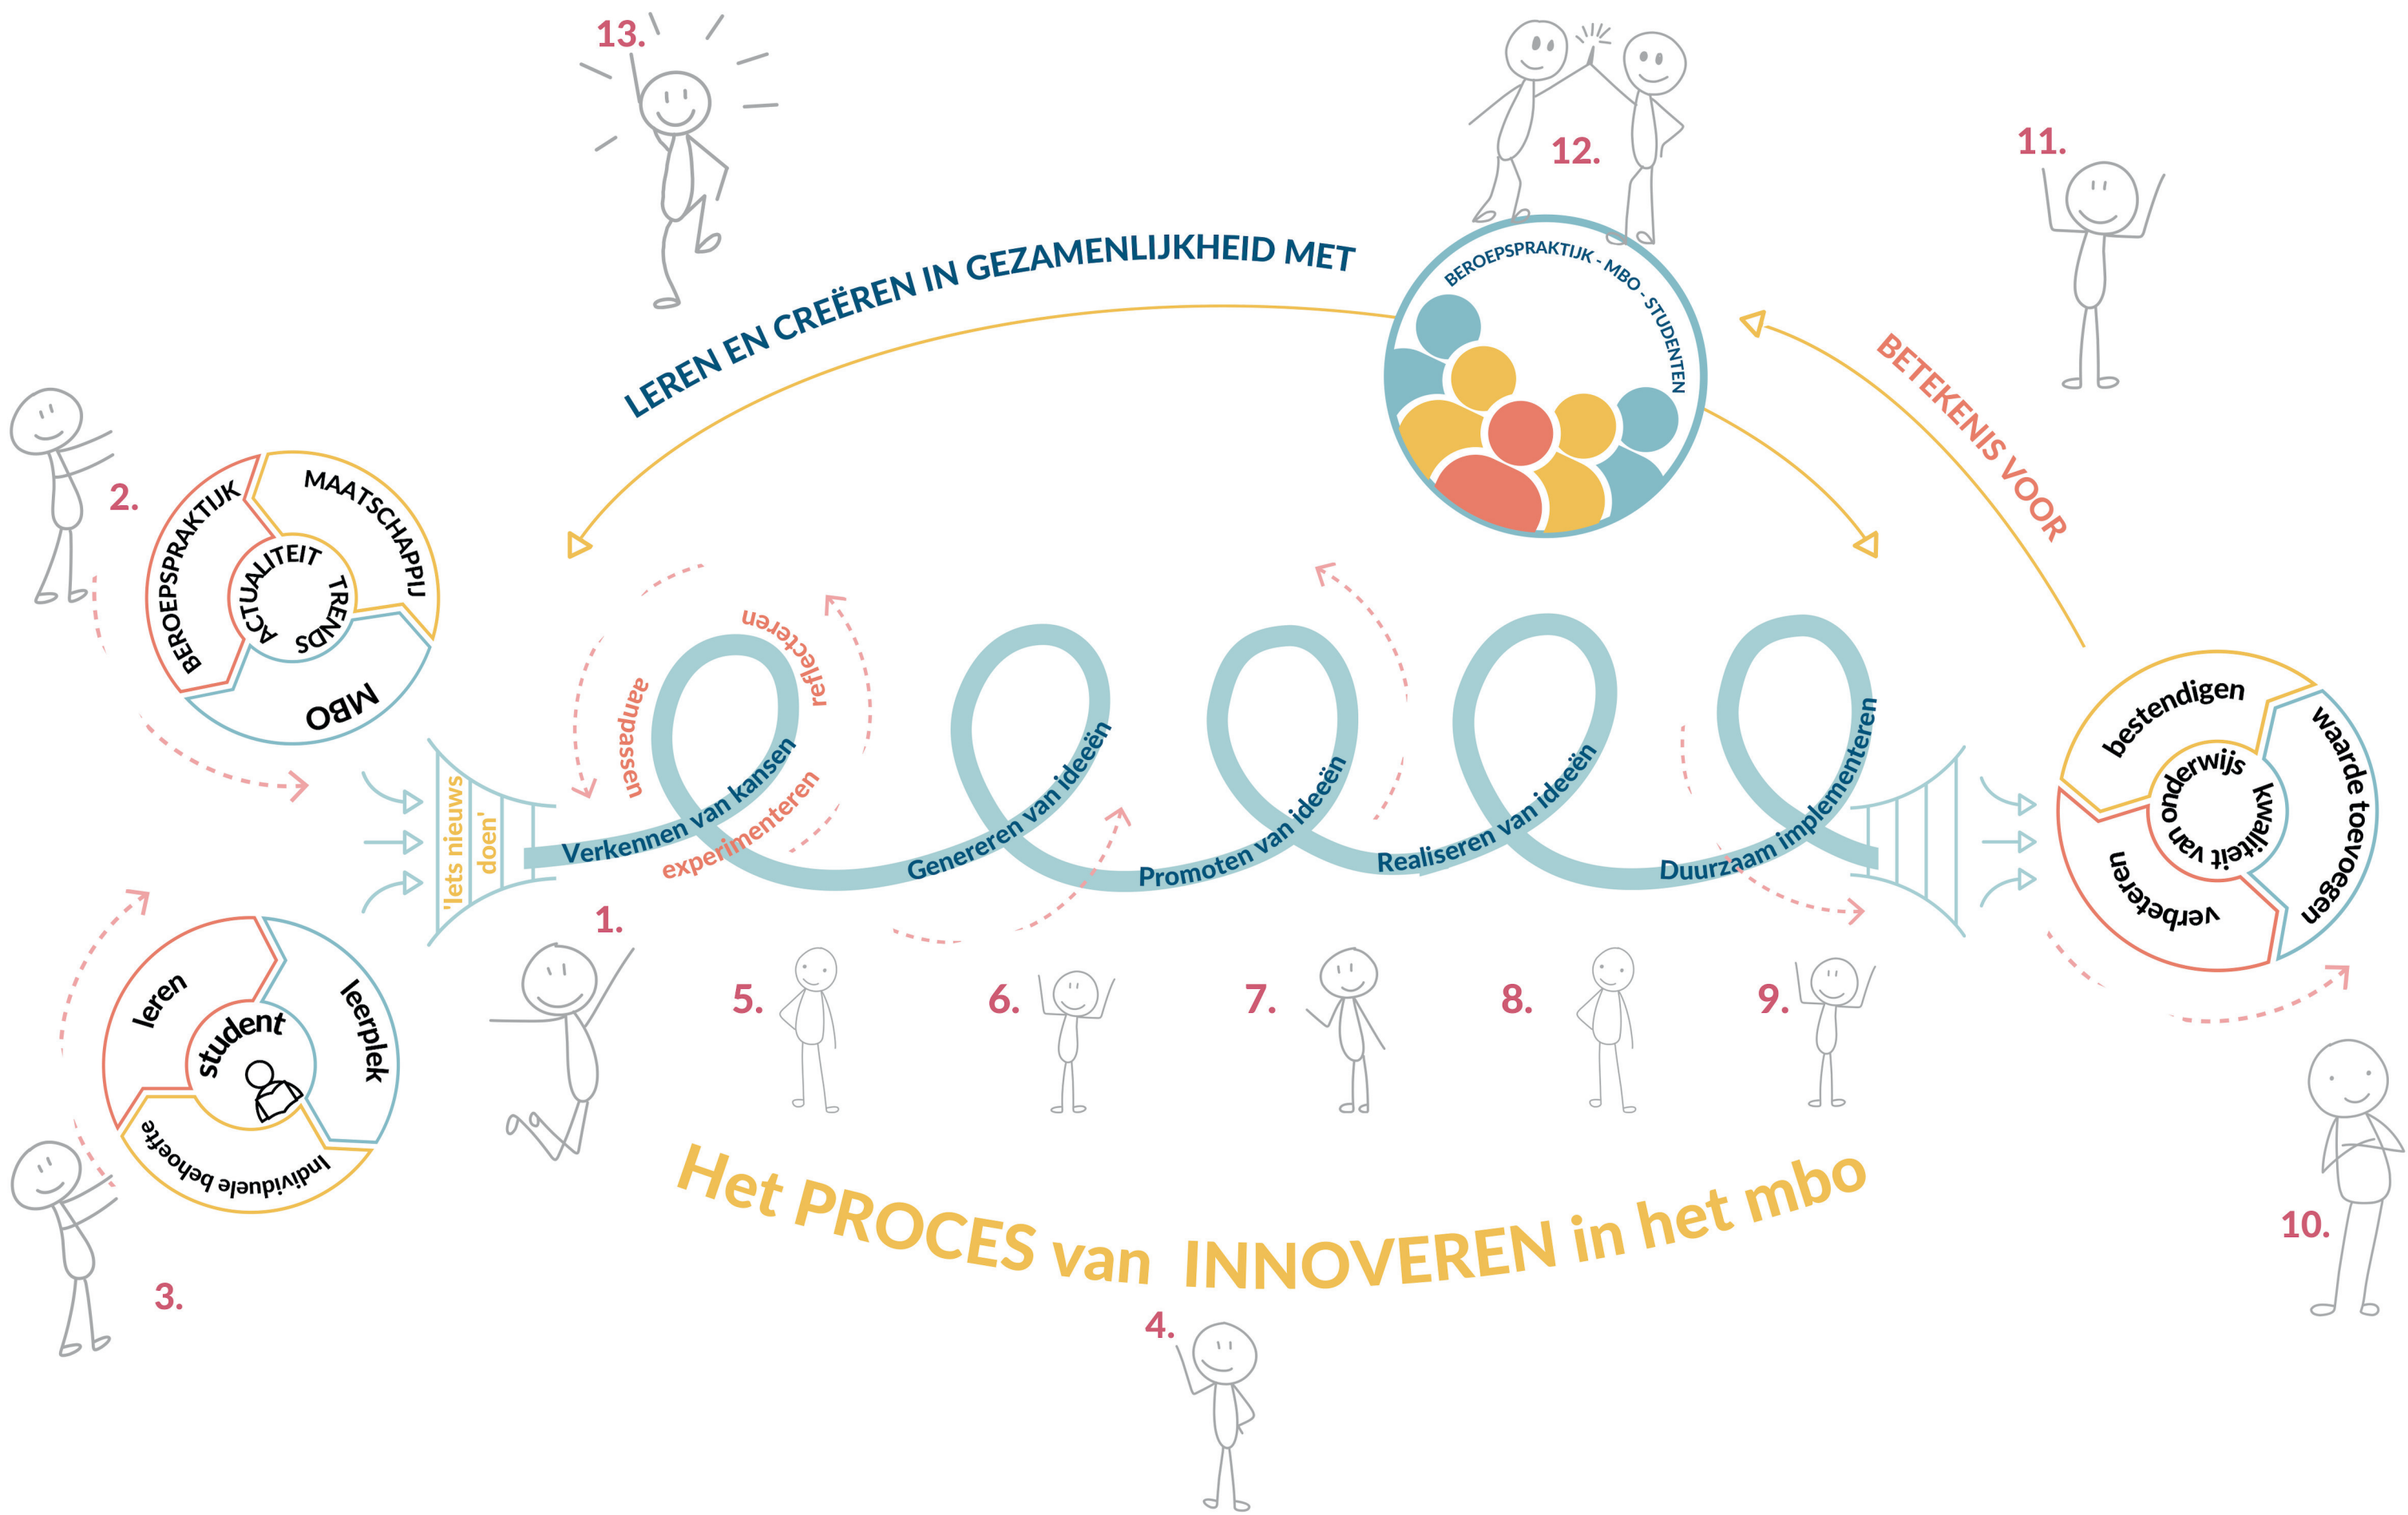 13.
12.
11.
LEREN EN CREËREN IN GEZAMENLIJKHEID MET
BEROEPSPRAKTIJK - MBO - STUDENTEN
BETEKENIS VOOR
2.
BEROEPSPRAKTIJK
MAATSCHAPPIJ
MBO
ACTUALITEIT
TRENDS
'Iets nieuws
doen'
aanpassen
reflecteren
experimenteren
Verkennen van kansen
Genereren van ideeën
Promoten van ideeën
Realiseren van ideeën
Duurzaam implementeren
bestendigen
waarde toevoegen
verbeteren
kwaliteit van onderwijs
leren
leerplek
Individuele behoefte
student
3.
1.
5.
6.
7.
8.
9.
10.
Het PROCES van INNOVEREN in het mbo
4.